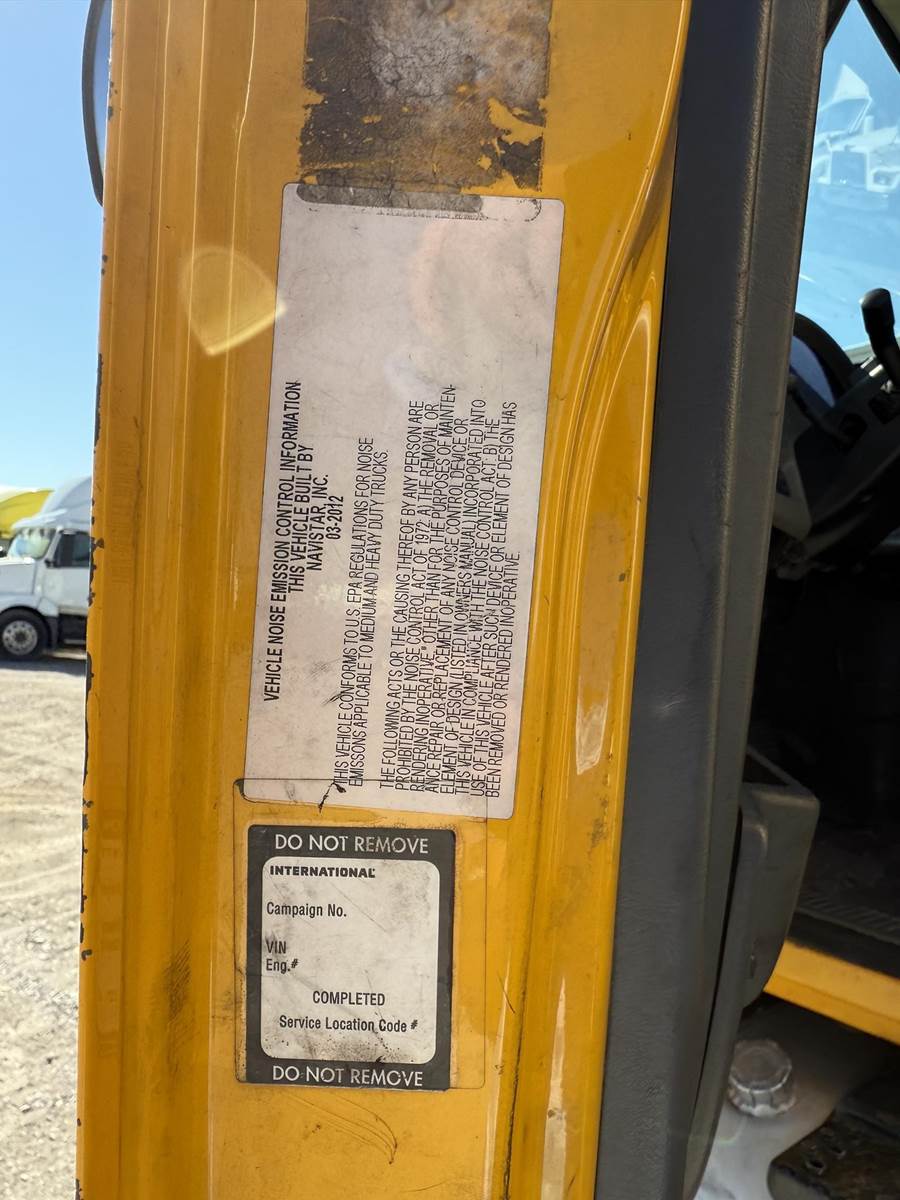 VEHICLE NOISE EMISSION CONTROL INFORMATION
THIS VEHICLE BUILT BY
NAVISTAR, INC.
03-2012
THIS VEHICLE CONFORMS TO U.S. EPA REGULATIONS FOR NOISE
EMISSONS APPLICABLE TO MEDIUM AND HEAVY DUTY TRUCKS.
THE FOLLOWING ACTS OR THE CAUSING THEREOF BY ANY PERSON ARE
PROHIBITED BY THE NOISE CONTROL ACT OF 1972: A. THE REMOVAL OR
RENDERING INOPERATIVE, OTHER THAN FOR THE PURPOSES OF MAINTEN-
ANCE REPAIR OR REPLACEMENT OF ANY NOISE CONTROL DEVICE OR
ELEMENT OF DESIGN (LISTED IN OWNERS MANUAL) INCORPORATED INTO
THIS VEHICLE IN COMPLIANCE WITH THE NOISE CONTROL ACT, B. THE
USE OF THIS VEHICLE AFTER SUCH DEVICE OR ELEMENT OF DESIGN HAS
BEEN REMOVED OR RENDERED INOPERATIVE
DO NOT REMOVE
INTERNATIONAL
Campaign No.
VIN
Eng.#
COMPLETED
Service Location Code #
DO NOT REMOVE